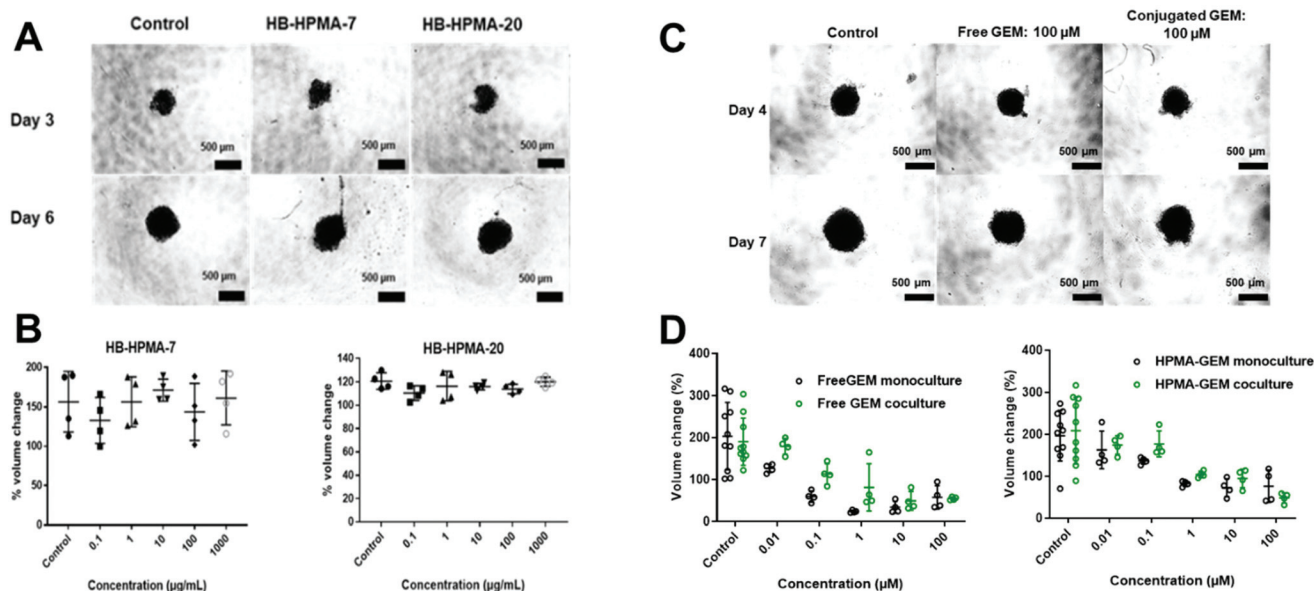 A
Control HB-HPMA-7 HB-HPMA-20
Day 3
500 µm 500 µm 500 µm
Day 6
500 µm 500 µm 500 µm
B
HB-HPMA-7
% volume change
200
150
100
50
0
Control 0.1 1 10 100 1000
Concentration (µg/mL)
HB-HPMA-20
% volume change
140
120
100
80
60
40
20
0
Control 0.1 1 10 100 1000
Concentration (µg/mL)
C
Control Free GEM: 100 µM Conjugated GEM:
100 µM
Day 4
500 µm 500 µm 500 µm
Day 7
500 µm 500 µm 500 µm
D
Volume change (%)
400
300
200
100
0
FreeGEM monoculture
Free GEM coculture
Control 0.01 0.1 1 10 100
Concentration (µM)
Volume change (%)
400
300
200
100
0
HPMA-GEM monoculture
HPMA-GEM coculture
Control 0.01 0.1 1 10 100
Concentration (µM)